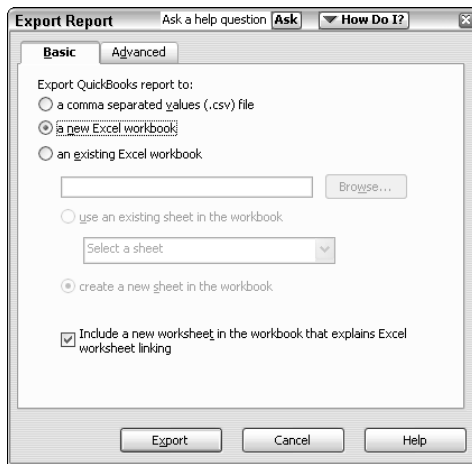 Export Report Ask a help question Ask How Do I?
Basic Advanced
Export QuickBooks report to:
a comma separated values (.csv) file
a new Excel workbook
an existing Excel workbook
Browse...
use an existing sheet in the workbook
Select a sheet
create a new sheet in the workbook
Include a new worksheet in the workbook that explains Excel
worksheet linking
Export Cancel Help